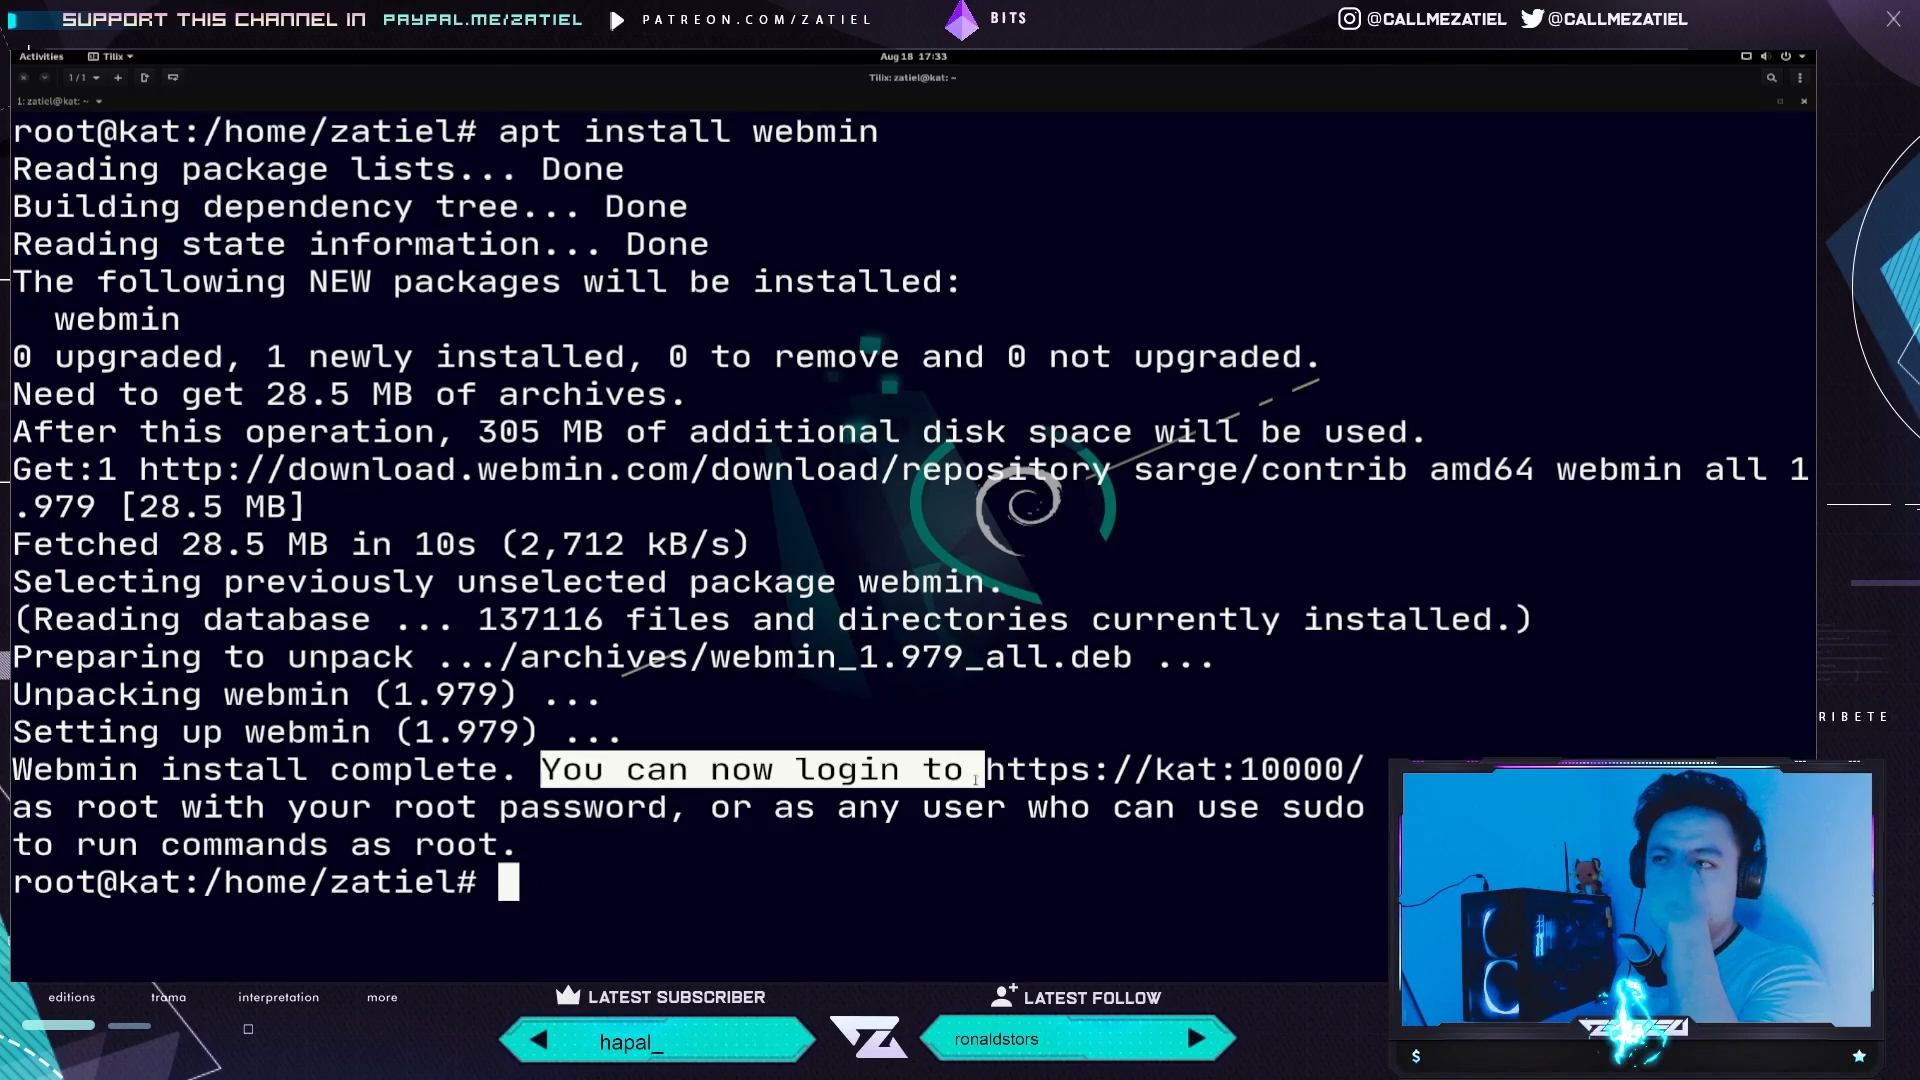 SUPPORT THIS CHANNEL IN PAYPAL.ME/ZATIEL PATREON.COM/ZATIEL BITS @CALLMEZATIEL @CALLMEZATIEL
Activities Tilix Aug 18 17:33
1/1 Tilix: zatiel@kat: ~
1: zatiel@kat: ~
root@kat:/home/zatiel# apt install webmin
Reading package lists... Done
Building dependency tree... Done
Reading state information... Done
The following NEW packages will be installed:
webmin
0 upgraded, 1 newly installed, 0 to remove and 0 not upgraded.
Need to get 28.5 MB of archives.
After this operation, 305 MB of additional disk space will be used.
Get:1 http://download.webmin.com/download/repository sarge/contrib amd64 webmin all 1
.979 [28.5 MB]
Fetched 28.5 MB in 10s (2,712 kB/s)
Selecting previously unselected package webmin.
(Reading database ... 137116 files and directories currently installed.)
Preparing to unpack .../archives/webmin_1.979_all.deb ...
Unpacking webmin (1.979) ...
Setting up webmin (1.979) ...
Webmin install complete. You can now login to https://kat:10000/
as root with your root password, or as any user who can use sudo
to run commands as root.
root@kat:/home/zatiel#
RIBETE
editions trama interpretation more
LATEST SUBSCRIBER LATEST FOLLOW
hapal_ ronaldstors
$